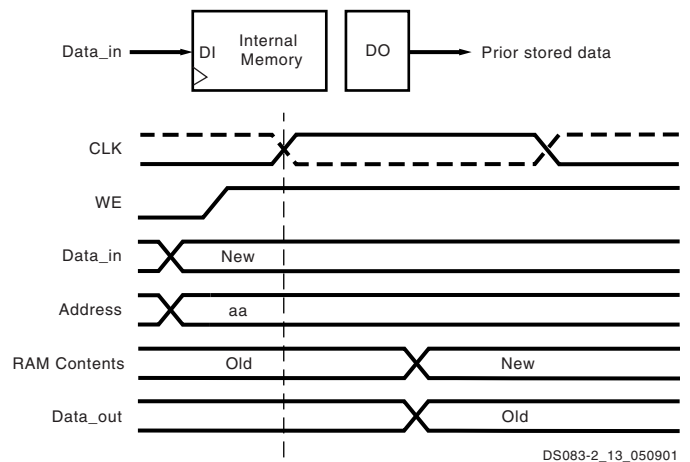 Data_in
DI
Internal
Memory
DO
Prior stored data
CLK
WE
Data_in
New
Address
aa
RAM Contents
Old
New
Data_out
Old
DS083-2_13_050901